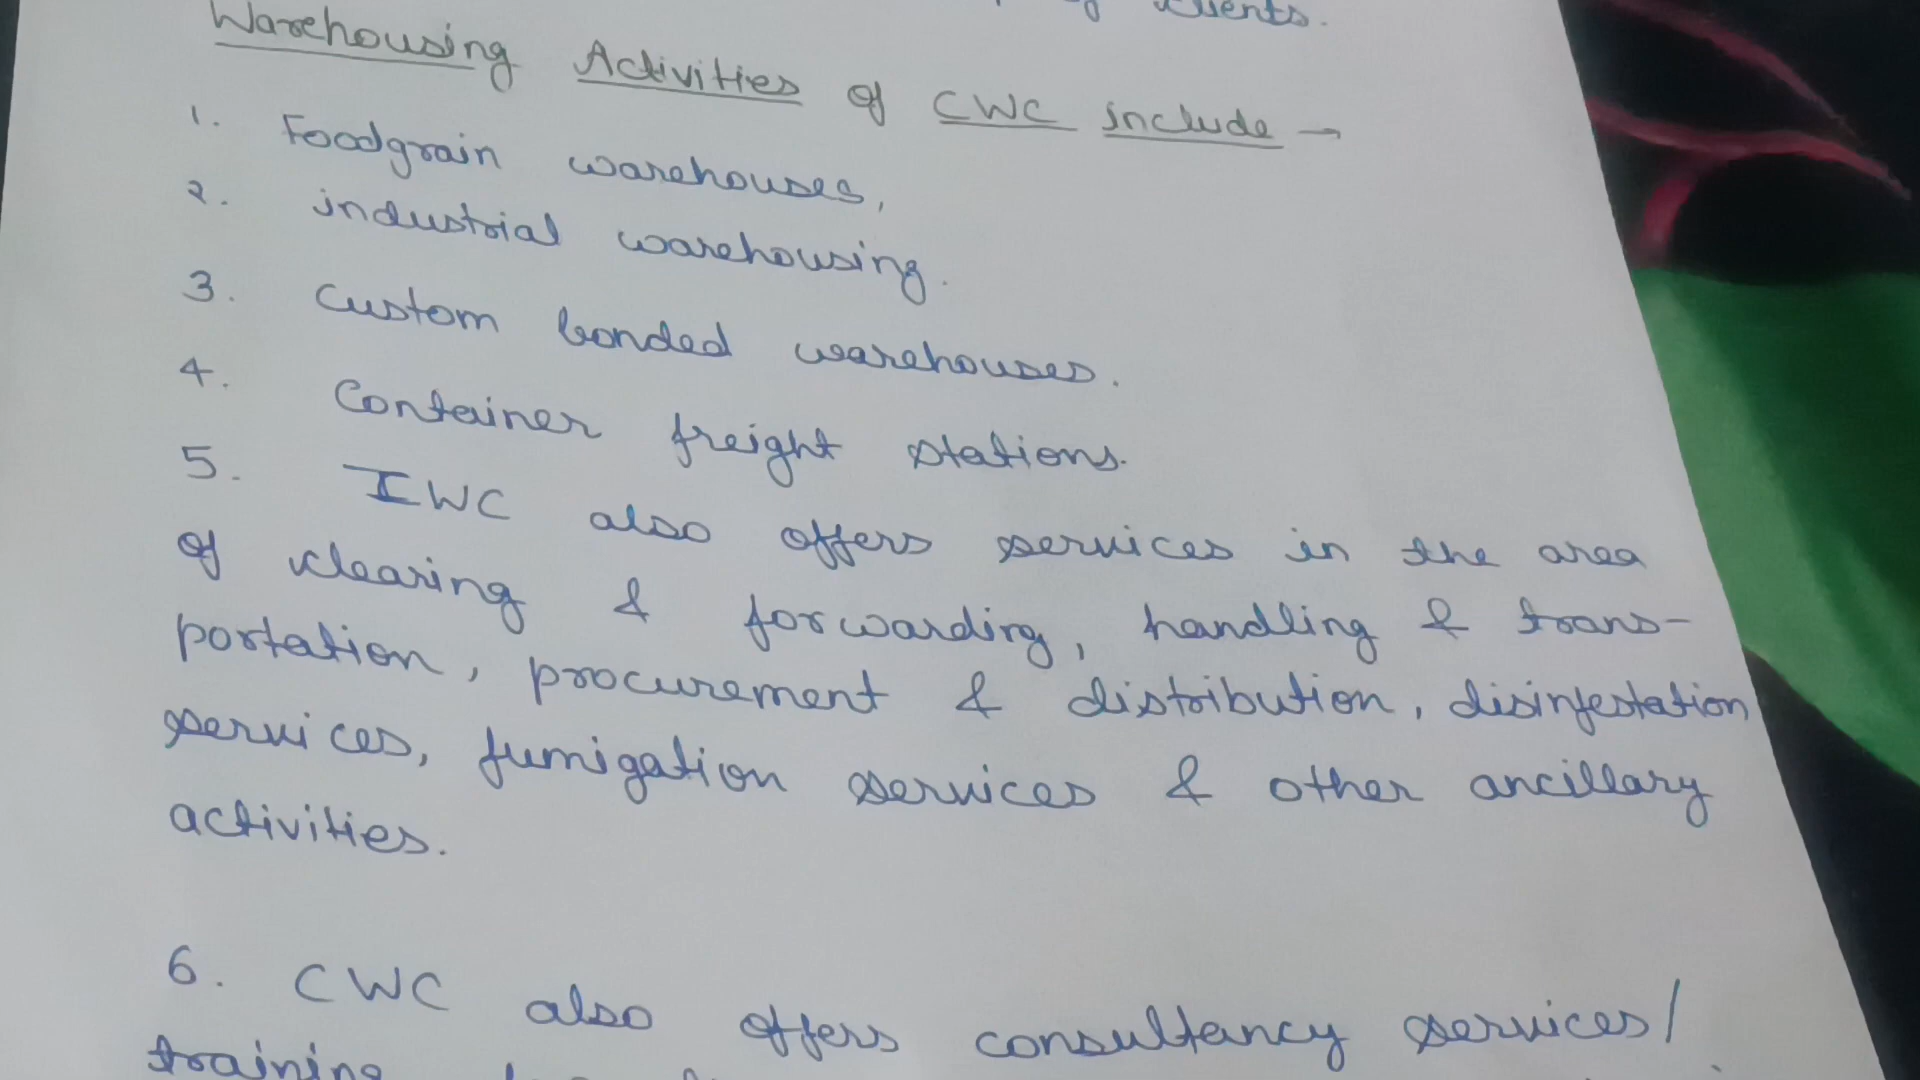 clients.
Warehousing Activities of CWC include →
1. Foodgrain warehouses,
2. industrial warehousing.
3. Custom bonded warehouses.
4. Container freight stations.
5. IWC also offers services in the area
of clearing & forwarding, handling & trans-
portation, procurement & distribution, disinfestation
services, fumigation services & other ancillary
activities.
6. CWC also offers consultancy services/
training